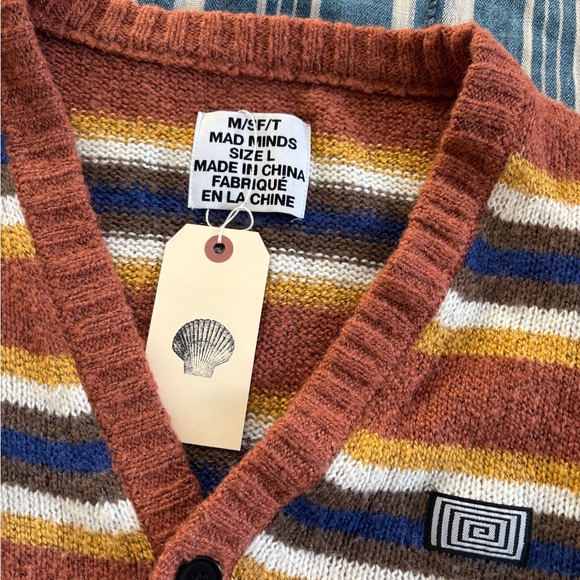 M/SF/T
MAD MINDS
SIZE L
MADE IN CHINA
FABRIQUÉ
EN LA CHINE